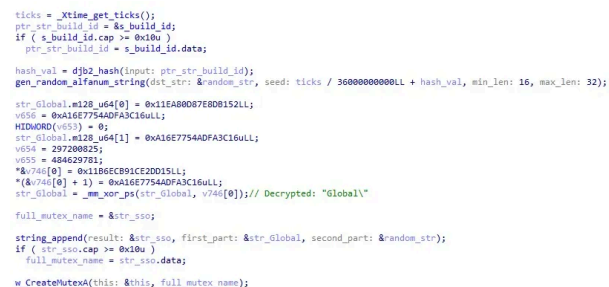 ticks = _Xtime_get_ticks();
ptr_str_build_id = &s_build_id;
if ( s_build_id.cap >= 0x10u )
ptr_str_build_id = s_build_id.data;
hash_val = djb2_hash(input: ptr_str_build_id);
gen_random_alfanum_string(dst_str: &random_str, seed: ticks / 36000000000LL + hash_val, min_len: 16, max_len: 32);
str_Global.m128_u64[0] = 0x11EA80D87E8DB152LL;
v656 = 0xA16E7754ADFA3C16uLL;
HIDWORD(v653) = 0;
str_Global.m128_u64[1] = 0xA16E7754ADFA3C16uLL;
v654 = 297200825;
v655 = 484629781;
*&v746[0] = 0x11B6ECB91CE2DD15LL;
*(&v746[0] + 1) = 0xA16E7754ADFA3C16uLL;
str_Global = _mm_xor_ps(str_Global, v746[0]);// Decrypted: "Global\"
full_mutex_name = &str_sso;
string_append(result: &str_sso, first_part: &str_Global, second_part: &random_str);
if ( str_sso.cap >= 0x10u )
full_mutex_name = str_sso.data;
w_CreateMutexA(this: &this, full_mutex_name);